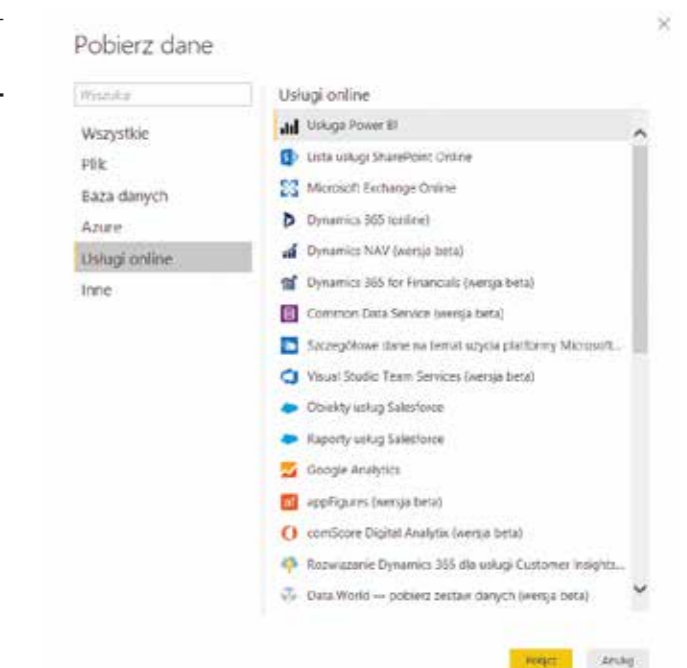 Pobierz dane
Wyszukaj
Wszystkie
Plik
Baza danych
Azure
Usługi online
Inne
Usługi online
Usługa Power BI
Lista usługi SharePoint Online
Microsoft Exchange Online
Dynamics 365 (online)
Dynamics NAV (wersja beta)
Dynamics 365 for Financials (wersja beta)
Common Data Service (wersja beta)
Szczegółowe dane na temat użycia platformy Microsoft...
Visual Studio Team Services (wersja beta)
Obiekty usług Salesforce
Raporty usług Salesforce
Google Analytics
appFigures (wersja beta)
comScore Digital Analytix (wersja beta)
Rozwiązanie Dynamics 365 dla usługi Customer Insights...
Data.World — pobierz zestaw danych (wersja beta)
Połącz
Anuluj